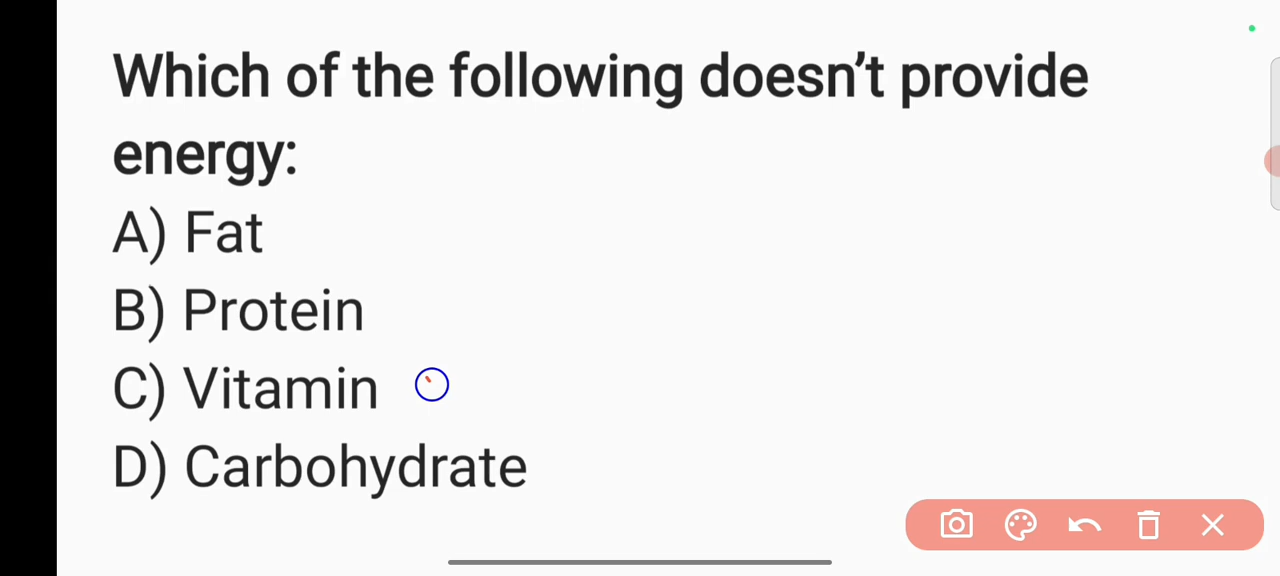 Which of the following doesn’t provide
energy:
A) Fat
B) Protein
C) Vitamin
D) Carbohydrate